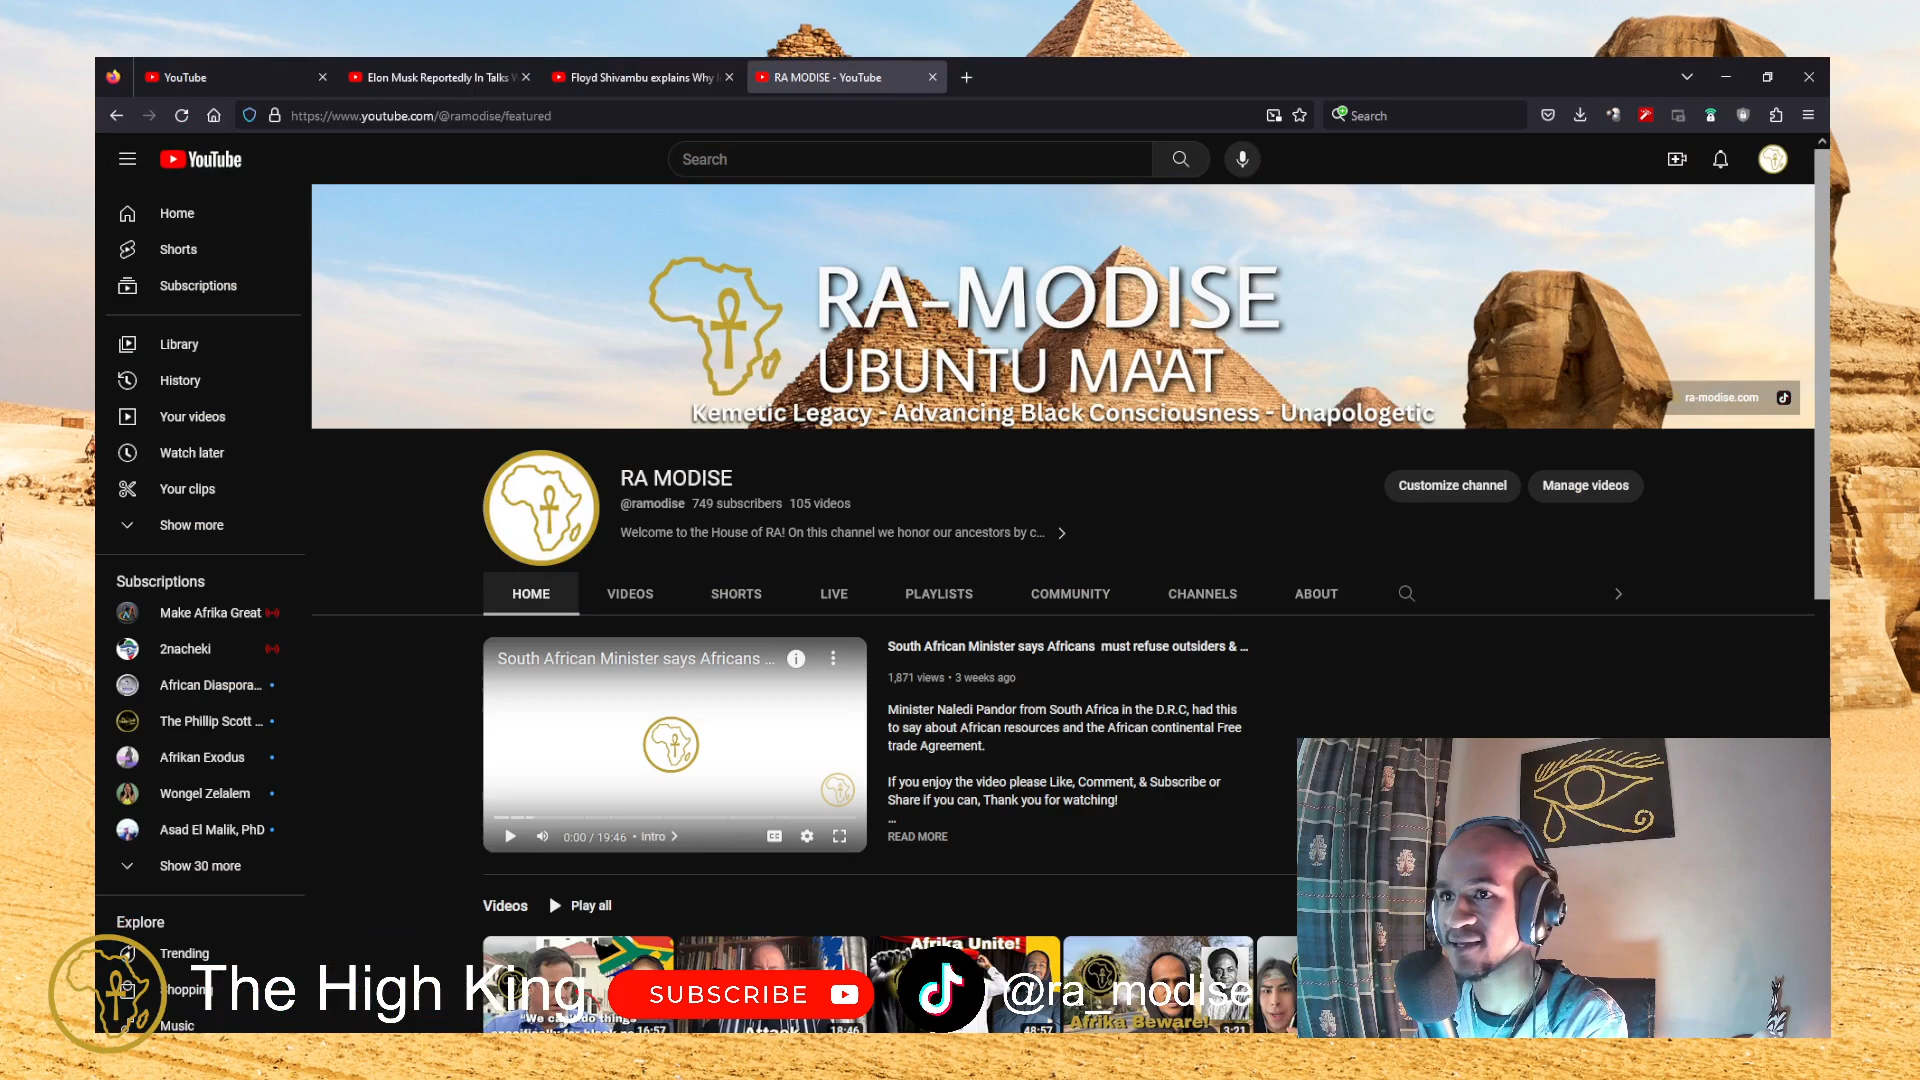 YouTube
Elon Musk Reportedly In Talks
Floyd Shivambu explains Why
RA MODISE - YouTube
https://www.youtube.com/@ramodise/featured
Search
YouTube
Search
Home
Shorts
Subscriptions
Library
History
Your videos
Watch later
Your clips
Show more
Subscriptions
Make Afrika Great
2nacheki
African Diaspora...
The Phillip Scott ...
Afrikan Exodus
Wongel Zelalem
Asad El Malik, PhD
Show 30 more
Explore
Trending
Shopping
Music
RA-MODISE
UBUNTU MA'AT
Kemetic Legacy - Advancing Black Consciousness - Unapologetic
ra-modise.com
RA MODISE
@ramodise 749 subscribers 105 videos
Welcome to the House of RA! On this channel we honor our ancestors by c...
Customize channel
Manage videos
HOME
VIDEOS
SHORTS
LIVE
PLAYLISTS
COMMUNITY
CHANNELS
ABOUT
South African Minister says Africans ...
0:00 / 19:46 • Intro
South African Minister says Africans must refuse outsiders & ...
1,871 views • 3 weeks ago
Minister Naledi Pandor from South Africa in the D.R.C, had this
to say about African resources and the African continental Free
trade Agreement.
If you enjoy the video please Like, Comment, & Subscribe or
Share if you can, Thank you for watching!
...
READ MORE
Videos
Play all
16:57
Attack
18:46
Afrika Unite!
48:57
Afrika Beware!
3:21
The High King
SUBSCRIBE
@ra_modise